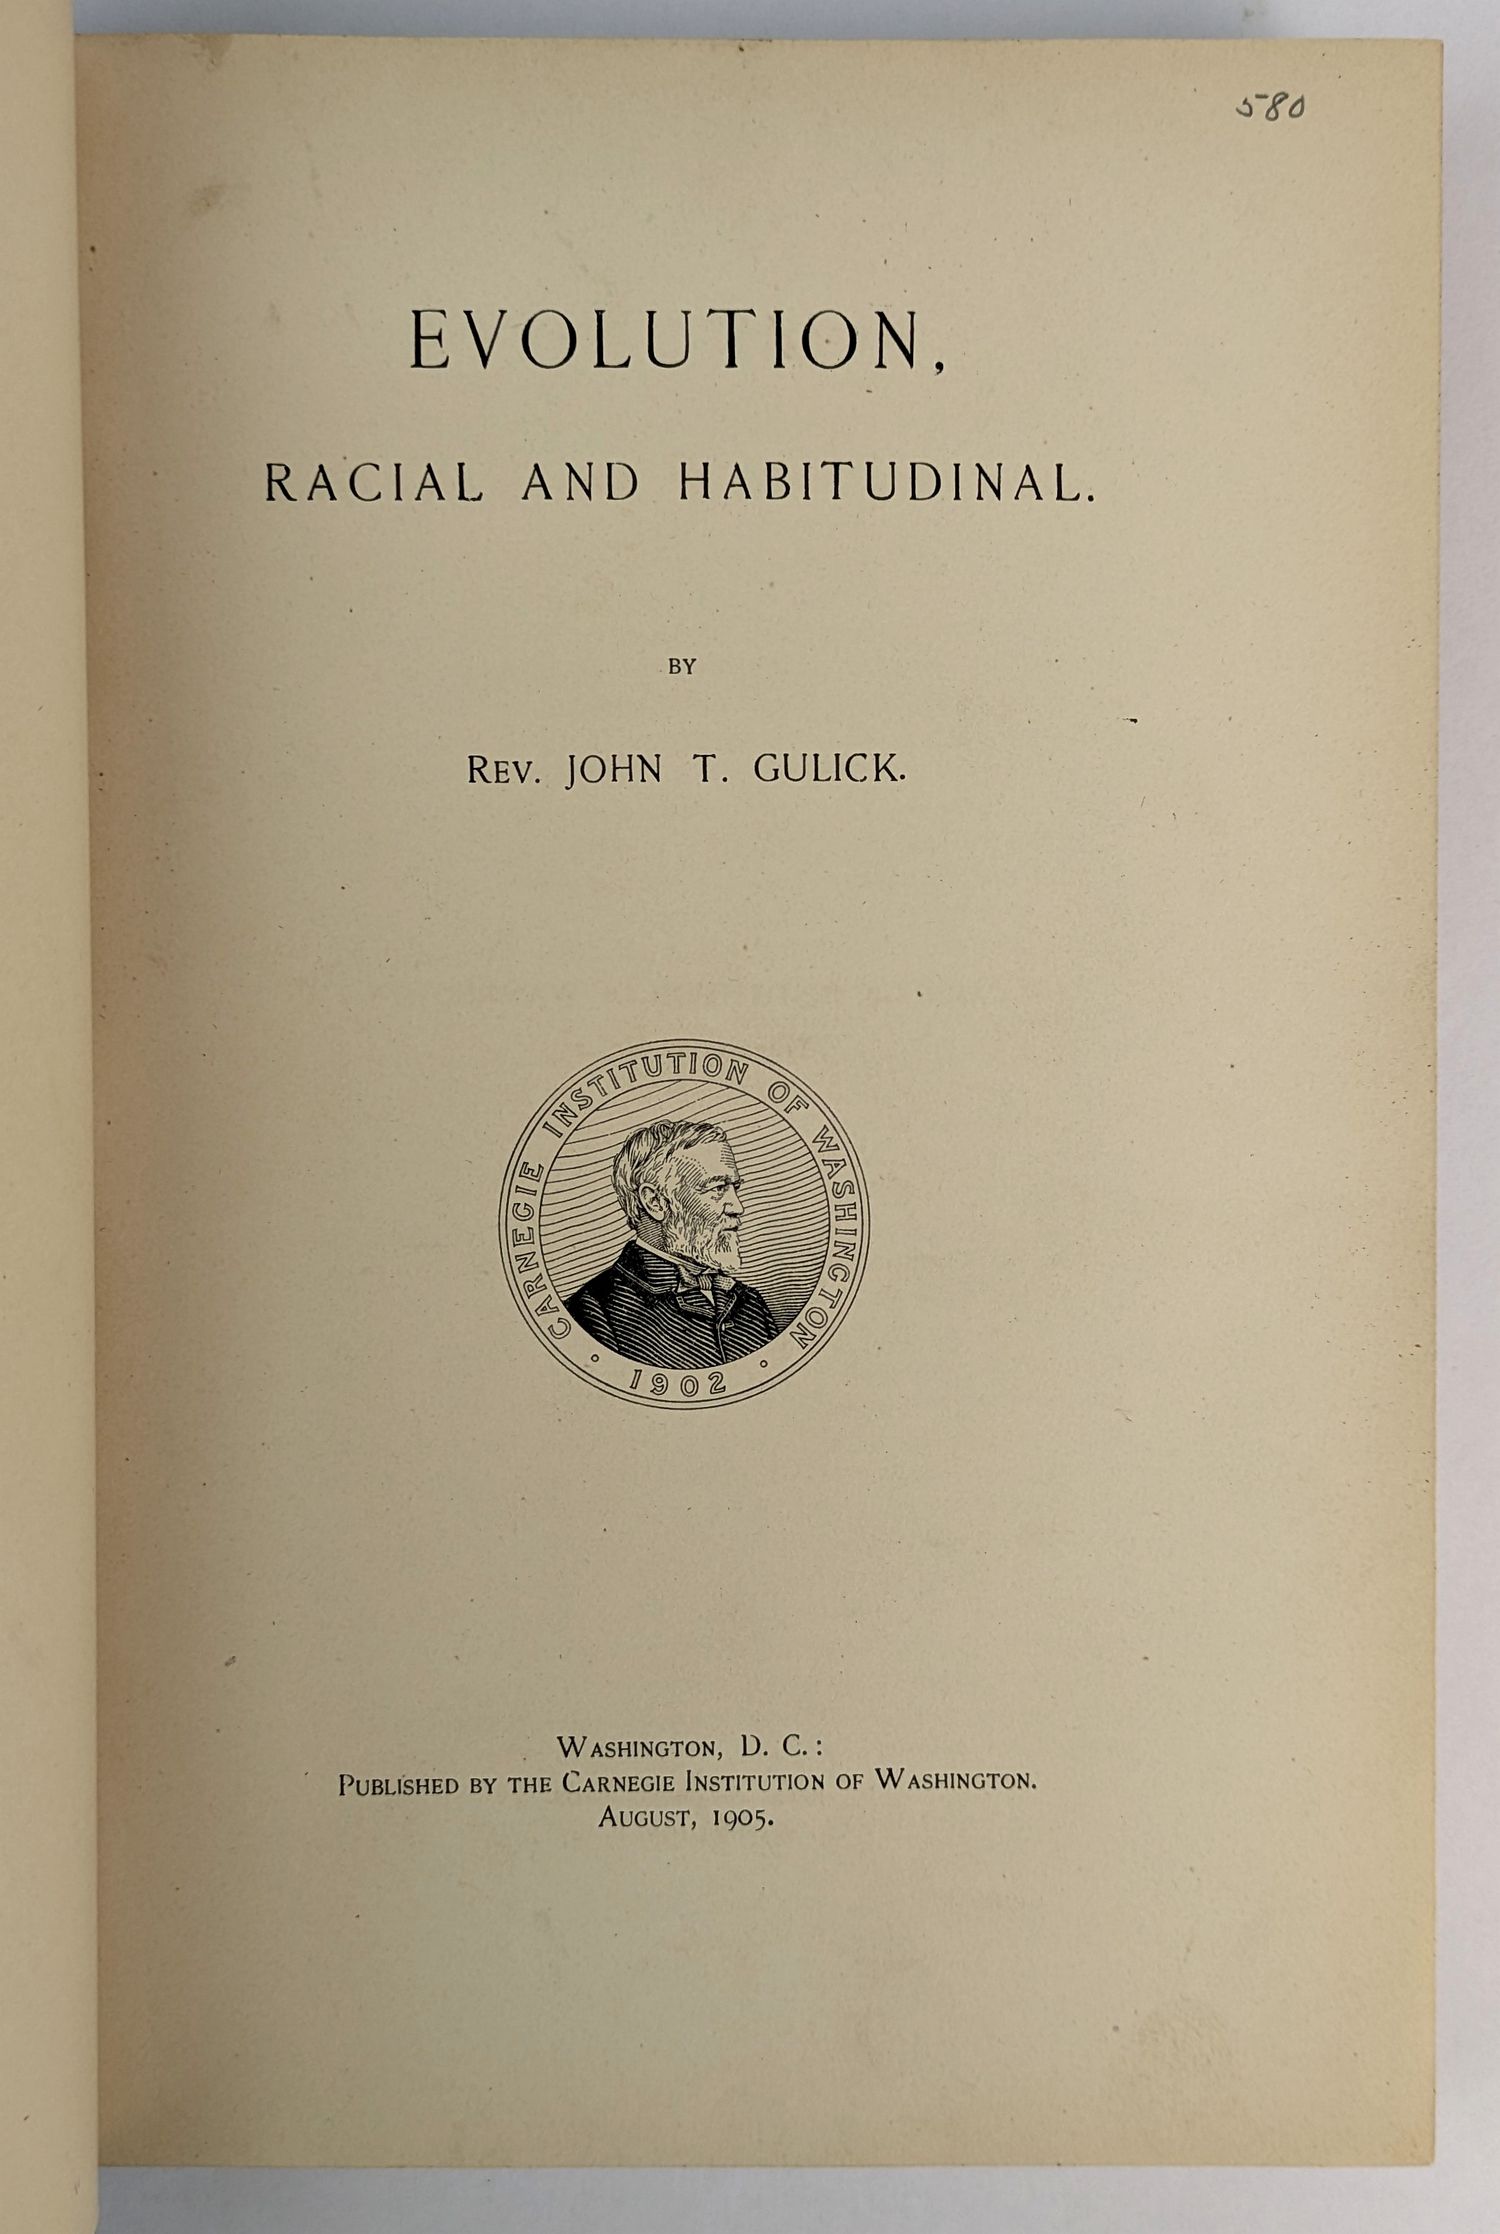 580
EVOLUTION,
RACIAL AND HABITUDINAL.
BY
REV. JOHN T. GULICK.
CARNEGIE INSTITUTION OF WASHINGTON
1902
WASHINGTON, D. C.:
PUBLISHED BY THE CARNEGIE INSTITUTION OF WASHINGTON.
AUGUST, 1905.